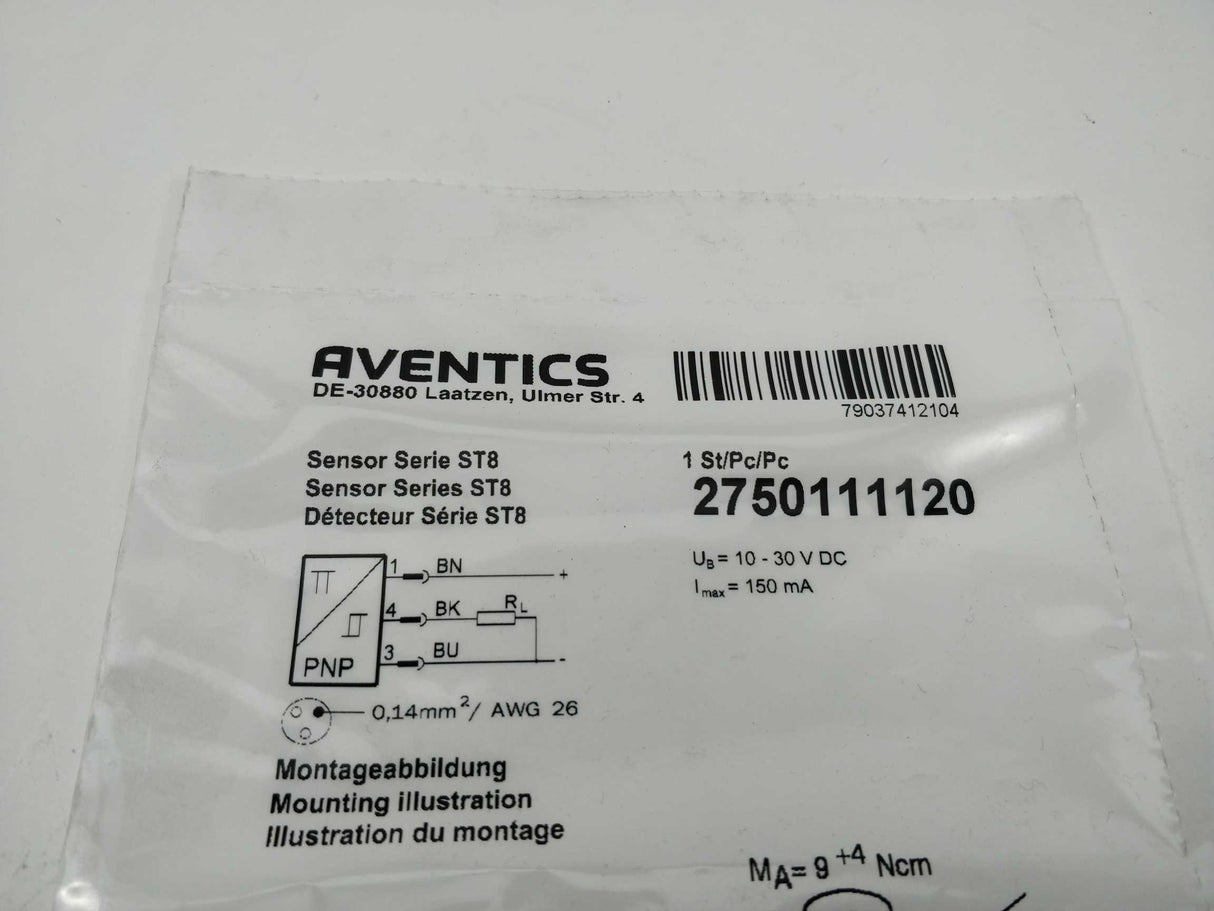 AVENTICS
DE-30880 Laatzen, Ulmer Str. 4
79037412104
Sensor Serie ST8
Sensor Series ST8
Détecteur Série ST8
1 St/Pc/Pc
2750111120
UB = 10 - 30 V DC
Imax = 150 mA
1 BN +
4 BK RL
3 BU -
PNP
0,14mm²/ AWG 26
Montageabbildung
Mounting illustration
Illustration du montage
MA= 9 +4 Ncm